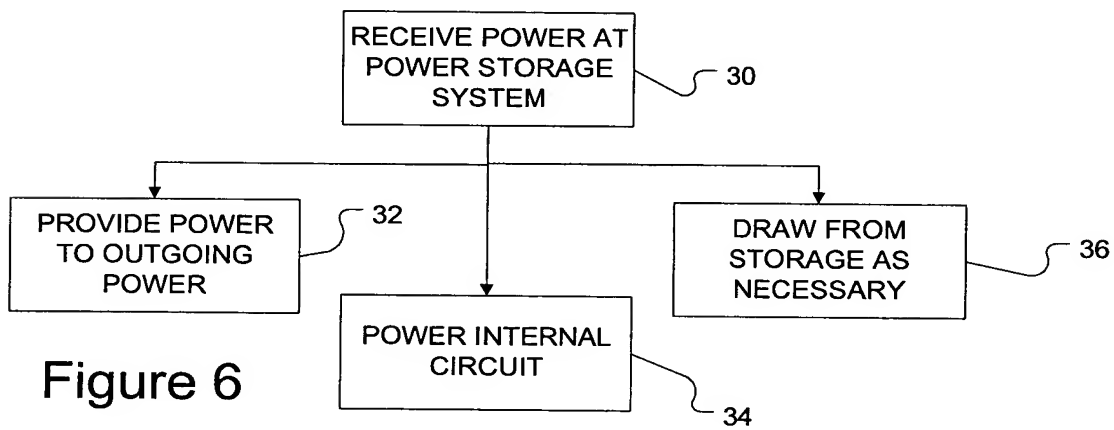 RECEIVE POWER AT
POWER STORAGE
SYSTEM
30
PROVIDE POWER
TO OUTGOING
POWER
32
POWER INTERNAL
CIRCUIT
34
DRAW FROM
STORAGE AS
NECESSARY
36
Figure 6